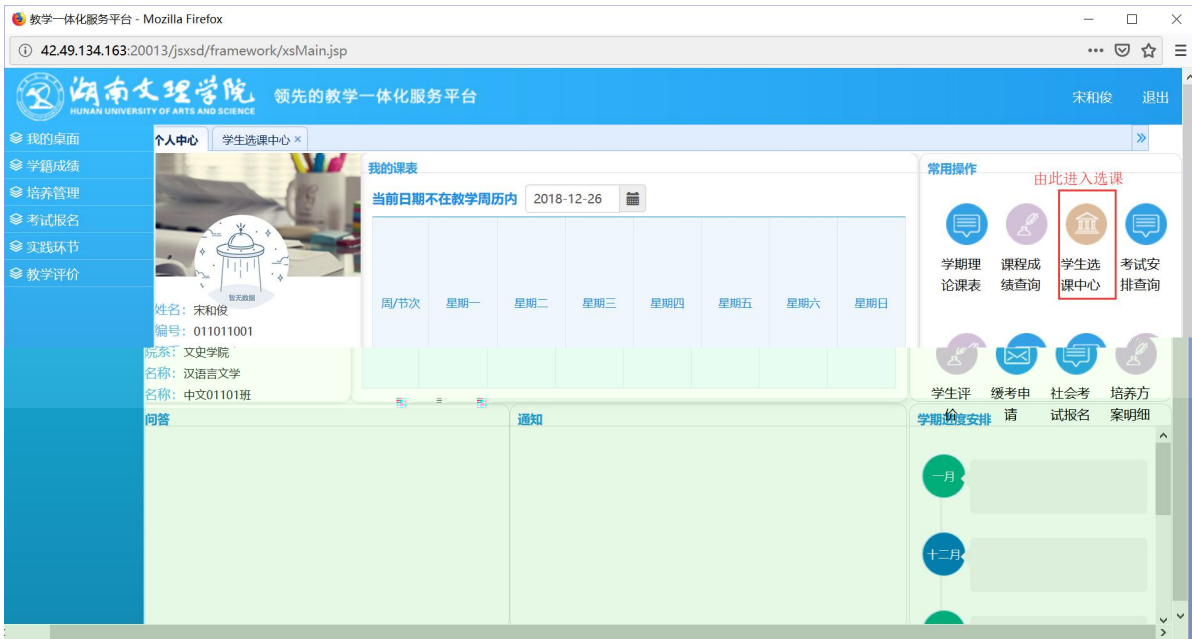 教学一体化服务平台 - Mozilla Firefox
42.49.134.163:20013/jsxsd/framework/xsMain.jsp
湖南文理学院
HUNAN UNIVERSITY OF ARTS AND SCIENCE
领先的教学一体化服务平台
宋和俊 退出
我的桌面
学籍成绩
培养管理
考试报名
实践环节
教学评价
个人中心 学生选课中心 ×
暂无数据
姓名: 宋和俊
编号: 011011001
院系: 文史学院
名称: 汉语言文学
名称: 中文01101班
我的课表
当前日期不在教学周历内 2018-12-26
周/节次 星期一 星期二 星期三 星期四 星期五 星期六 星期日
常用操作
由此进入选课
学期理论课表
课程成绩查询
学生选课中心
考试安排查询
学生评价
缓考申请
社会考试报名
培养方案明细
问答
通知
学期进度安排
一月
十二月